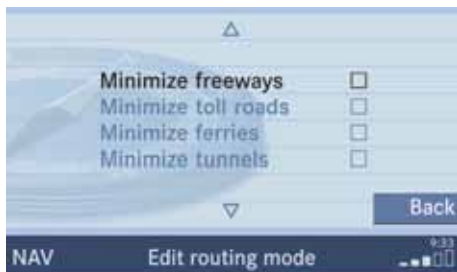 Minimize freeways
Minimize toll roads
Minimize ferries
Minimize tunnels
Back
9:33
NAV Edit routing mode